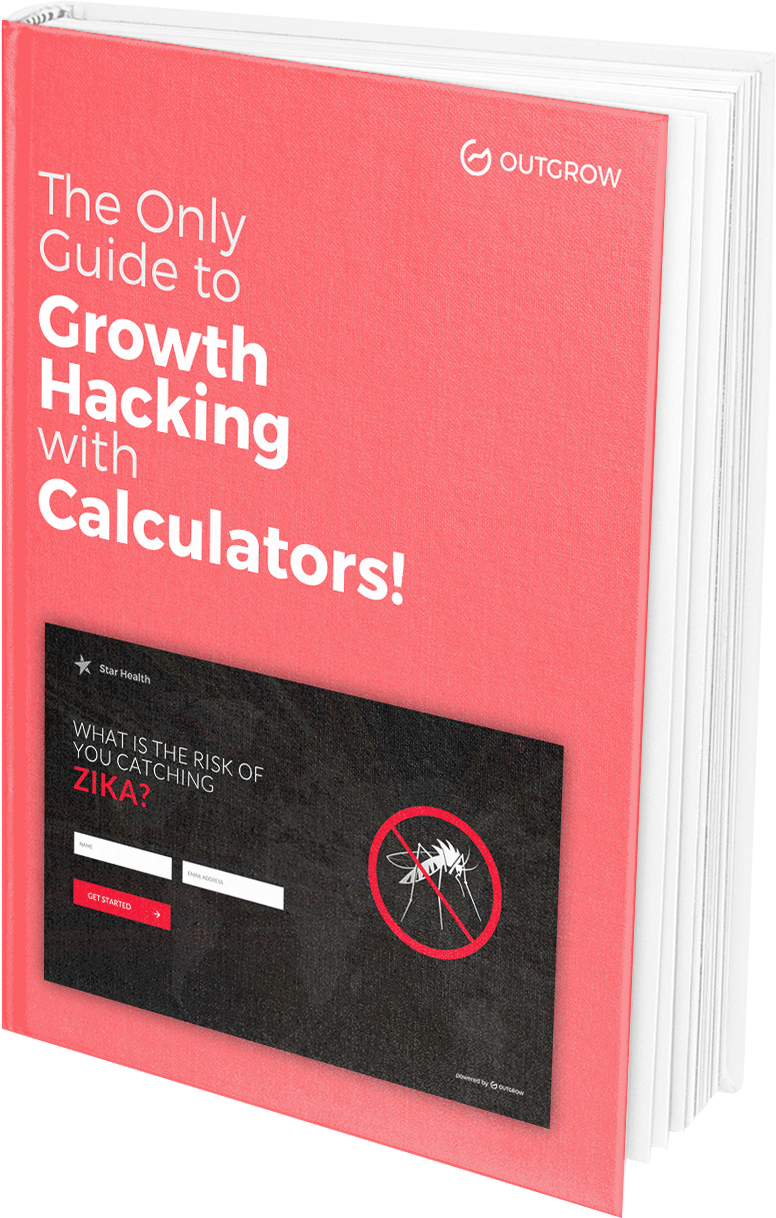 OUTGROW
The Only
Guide to
Growth
Hacking
with
Calculators!
Star Health
WHAT IS THE RISK OF
YOU CATCHING
ZIKA?
NAME
EMAIL ADDRESS
GET STARTED
powered by OUTGROW